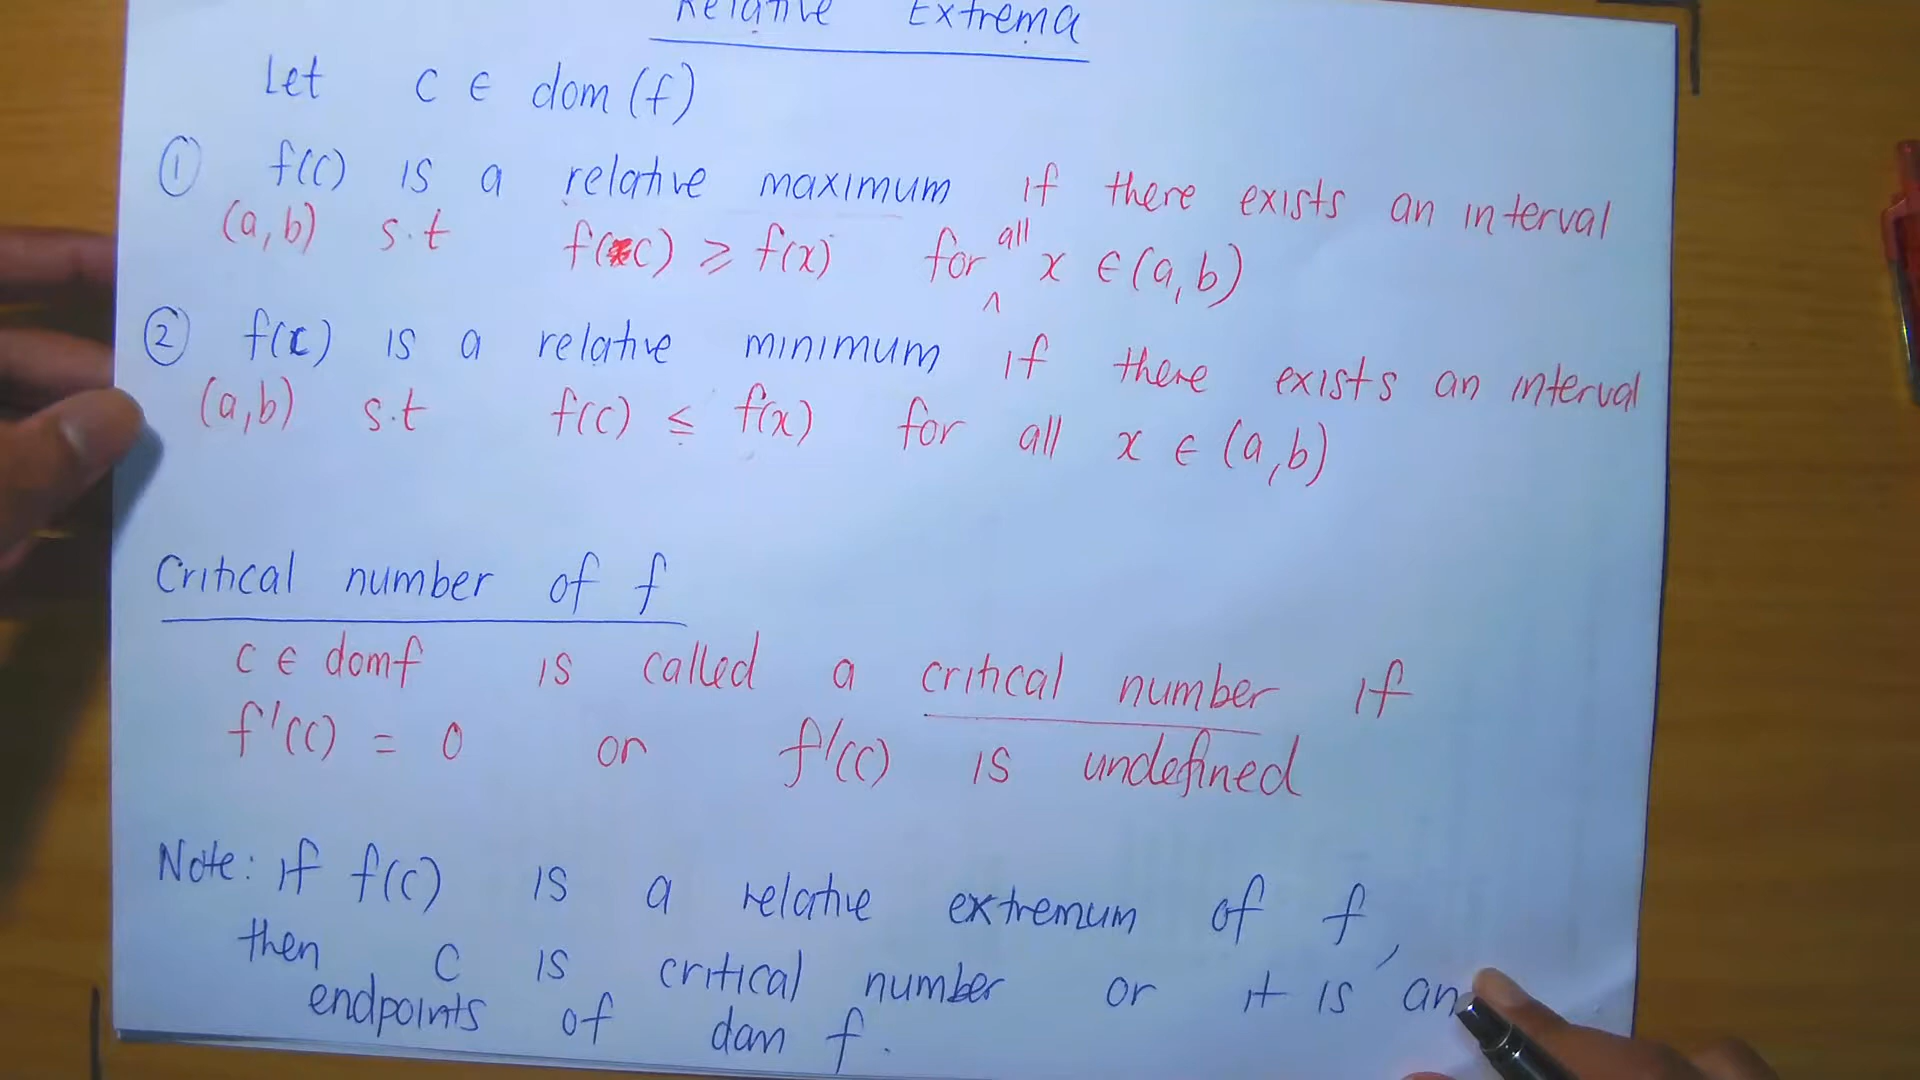 Relative Extrema
Let c ∈ dom (f)
① f(c) is a relative maximum if there exists an interval
(a,b) s.t f(c) ⩾ f(x) for all x ∈ (a,b)
② f(c) is a relative minimum if there exists an interval
(a,b) s.t f(c) ≤ f(x) for all x ∈ (a,b)
Critical number of f
c ∈ domf is called a critical number if
f'(c) = 0 or f'(c) is undefined
Note: if f(c) is a relative extremum of f,
then c is critical number or it is an
endpoints of dom f.